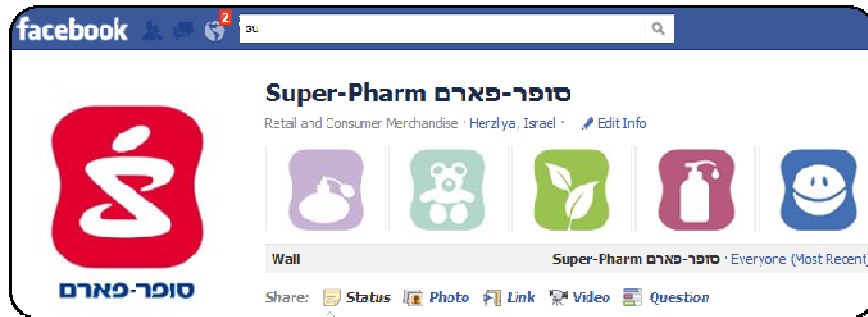 facebook 2 su
Super-Pharm סופר-פארם
Retail and Consumer Merchandise · Herzliya, Israel · Edit Info
סופר-פארם
Wall Super-Pharm סופר-פארם · Everyone (Most Recent)
Share: Status Photo Link Video Question